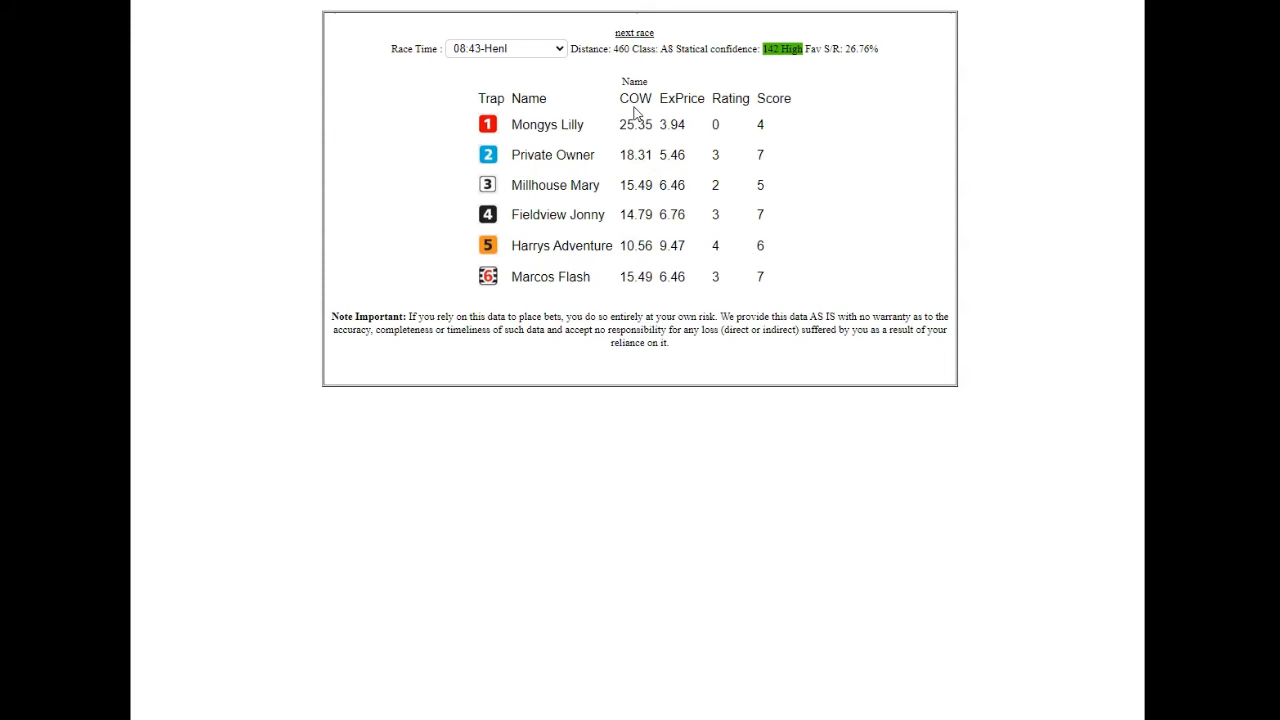 next race
Race Time : 08:43-Henl Distance: 460 Class: A8 Statical confidence: 142 High Fav S/R: 26.76%
Name
Trap Name COW ExPrice Rating Score
1 Mongys Lilly 25.35 3.94 0 4
2 Private Owner 18.31 5.46 3 7
3 Millhouse Mary 15.49 6.46 2 5
4 Fieldview Jonny 14.79 6.76 3 7
5 Harrys Adventure 10.56 9.47 4 6
6 Marcos Flash 15.49 6.46 3 7
Note Important: If you rely on this data to place bets, you do so entirely at your own risk. We provide this data AS IS with no warranty as to the
accuracy, completeness or timeliness of such data and accept no responsibility for any loss (direct or indirect) suffered by you as a result of your
reliance on it.